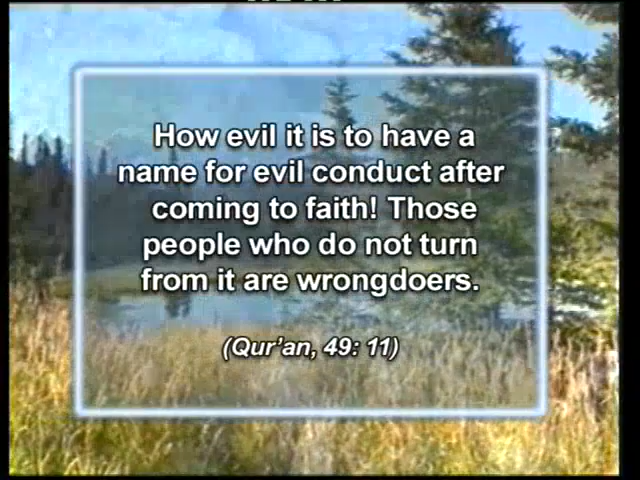 How evil it is to have a
name for evil conduct after
coming to faith! Those
people who do not turn
from it are wrongdoers.
(Qur'an, 49: 11)